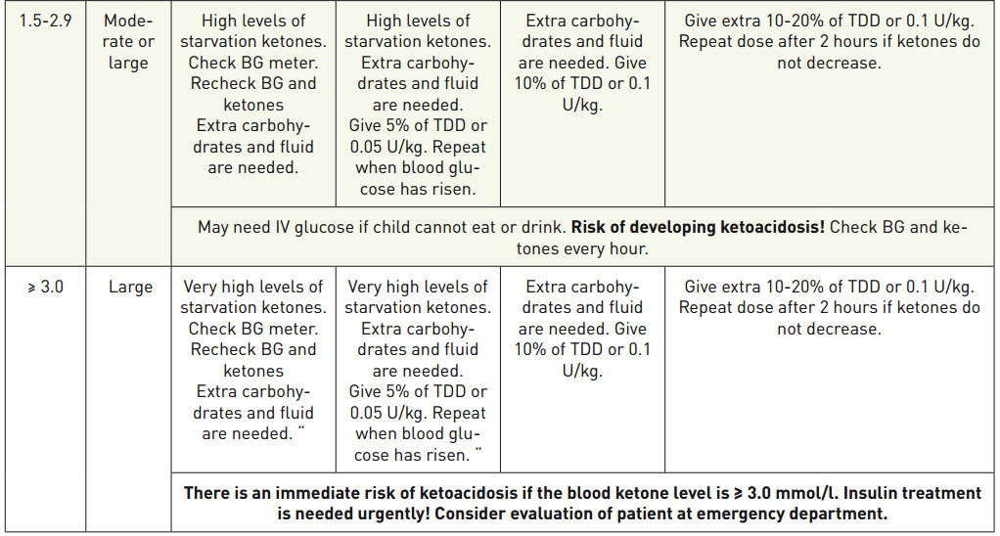 1.5-2.9
Mode-
rate or
large
High levels of
starvation ketones.
Check BG meter.
Recheck BG and
ketones
Extra carbohy-
drates and fluid
are needed.
High levels of
starvation ketones.
Extra carbohy-
drates and fluid
are needed.
Give 5% of TDD or
0.05 U/kg. Repeat
when blood glu-
cose has risen.
Extra carbohy-
drates and fluid
are needed. Give
10% of TDD or 0.1
U/kg.
Give extra 10-20% of TDD or 0.1 U/kg.
Repeat dose after 2 hours if ketones do
not decrease.
May need IV glucose if child cannot eat or drink. Risk of developing ketoacidosis! Check BG and ke-
tones every hour.
≥ 3.0
Large
Very high levels of
starvation ketones.
Check BG meter.
Recheck BG and
ketones
Extra carbohy-
drates and fluid
are needed. “
Very high levels of
starvation ketones.
Extra carbohy-
drates and fluid
are needed.
Give 5% of TDD or
0.05 U/kg. Repeat
when blood glu-
cose has risen. “
Extra carbohy-
drates and fluid
are needed. Give
10% of TDD or 0.1
U/kg.
Give extra 10-20% of TDD or 0.1 U/kg.
Repeat dose after 2 hours if ketones do
not decrease.
There is an immediate risk of ketoacidosis if the blood ketone level is ≥ 3.0 mmol/l. Insulin treatment
is needed urgently! Consider evaluation of patient at emergency department.